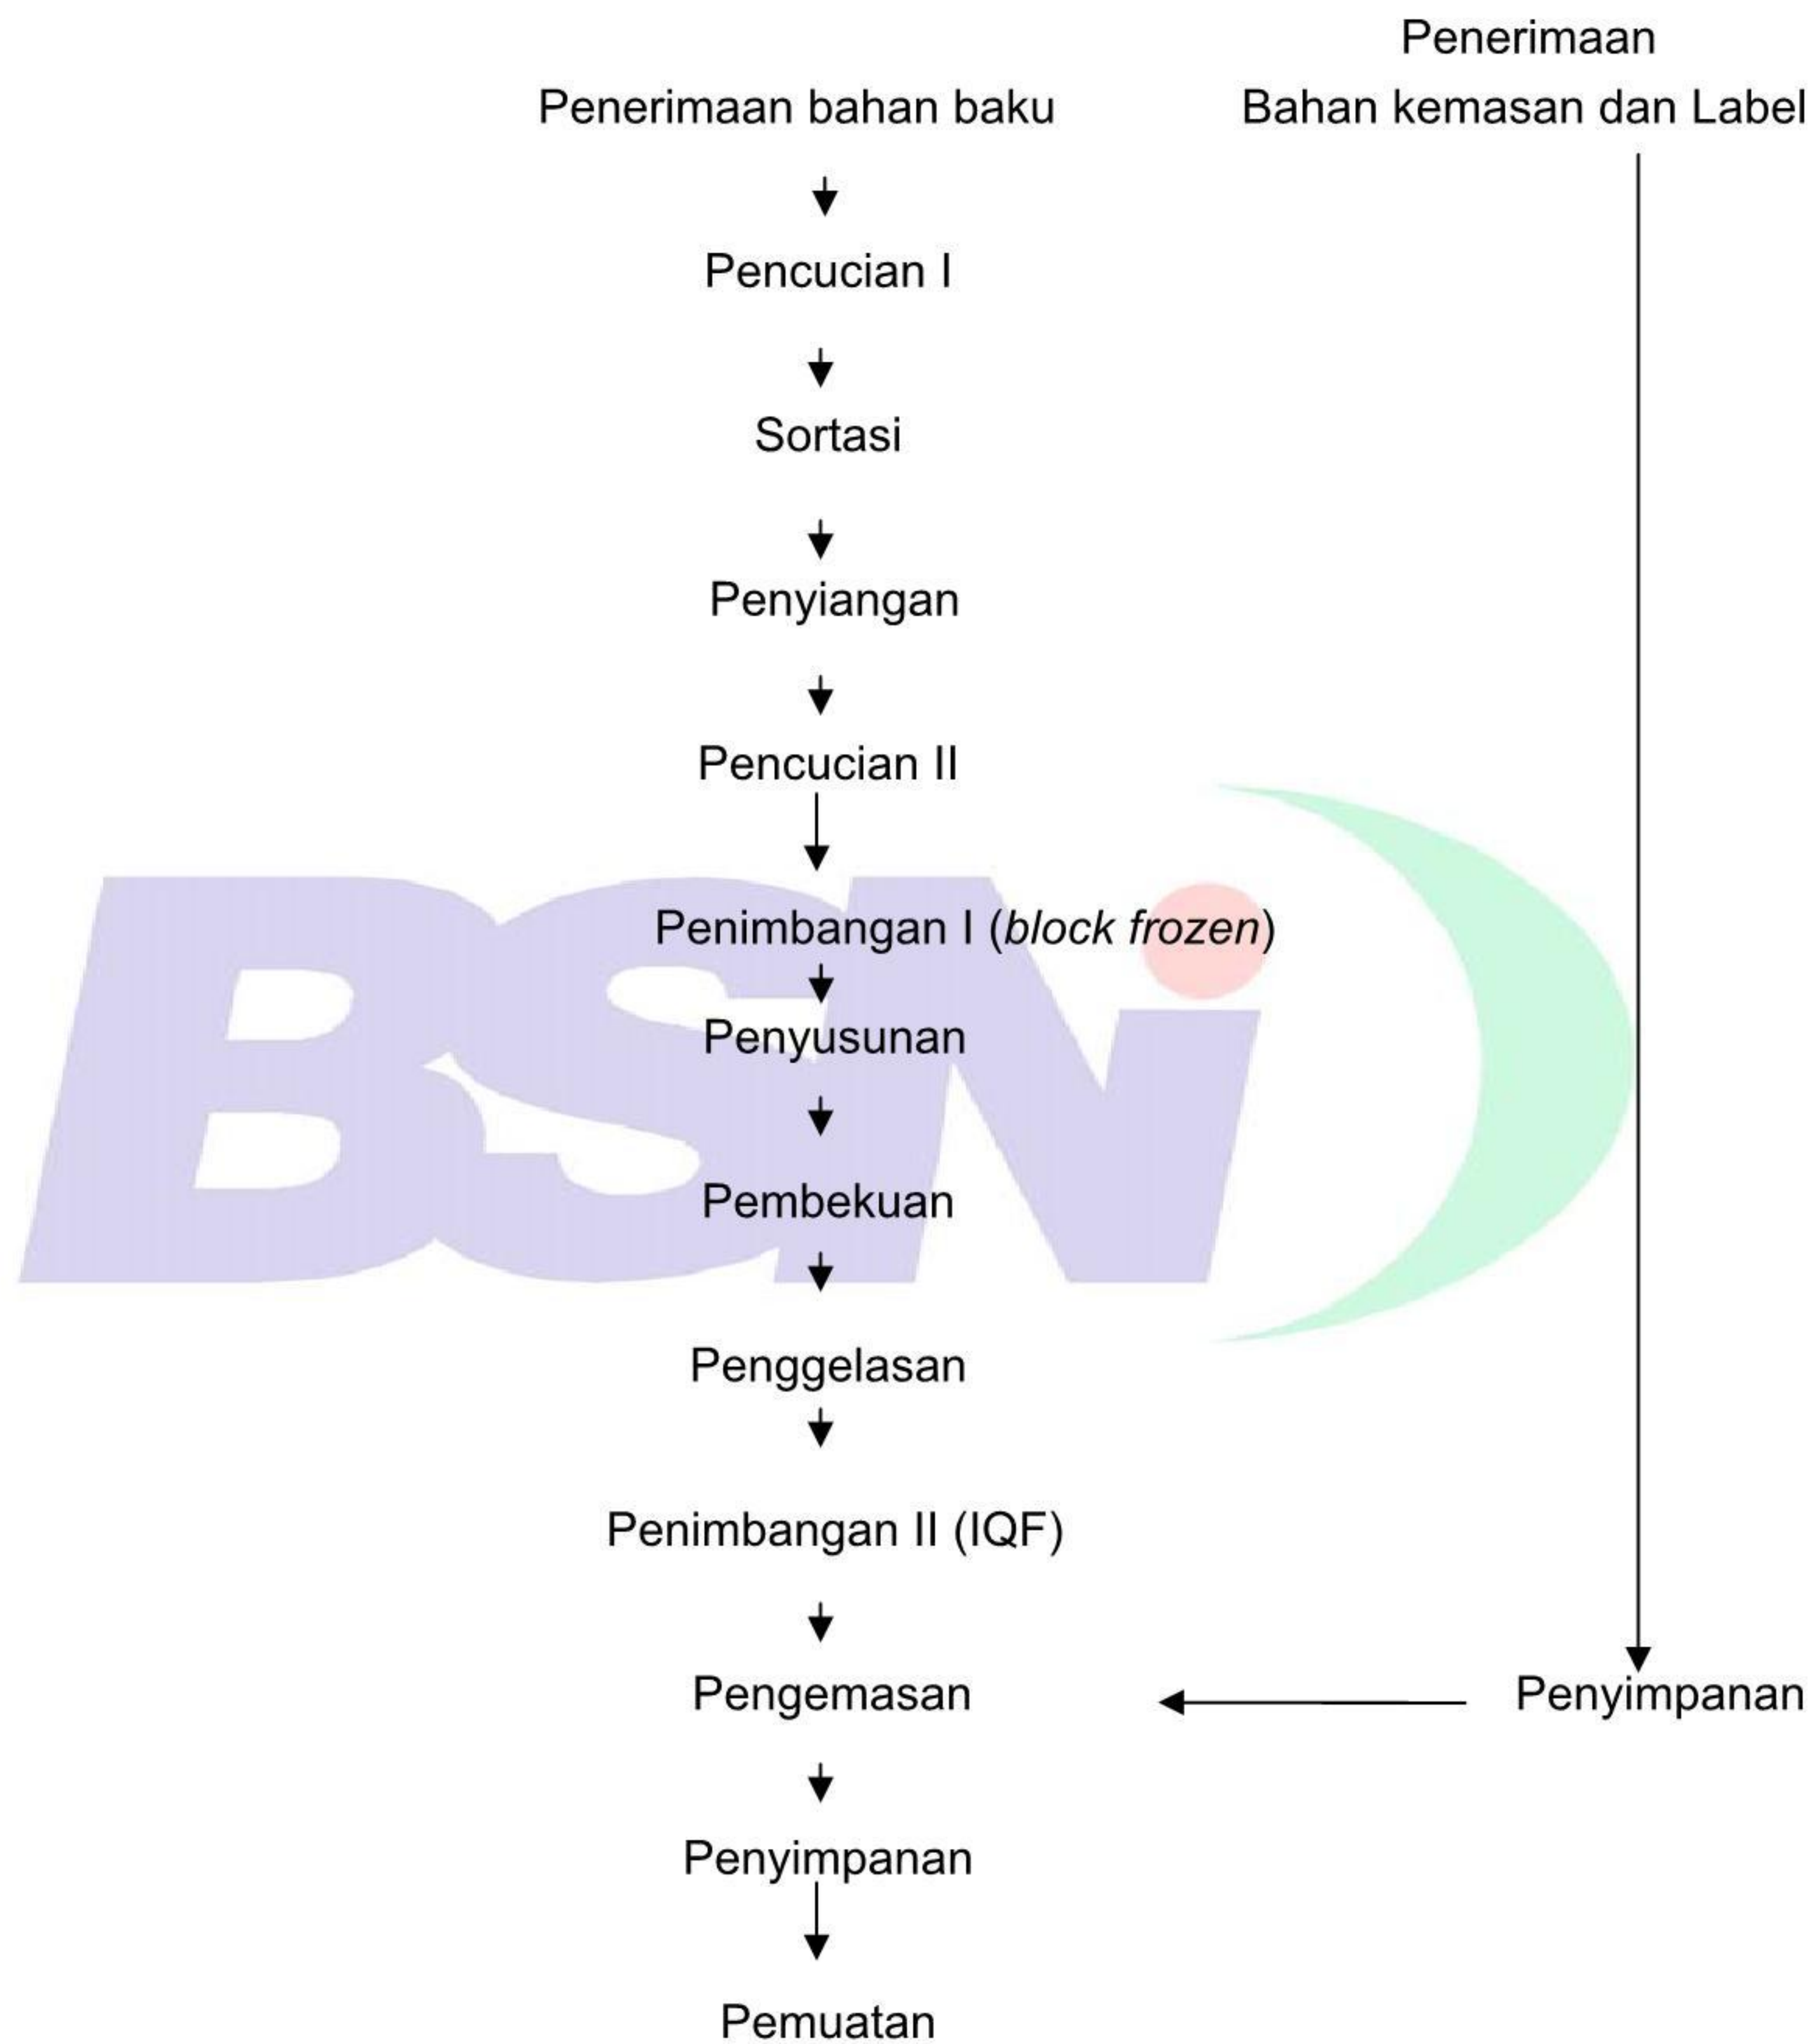 Penerimaan
Penerimaan bahan baku
Bahan kemasan dan Label
Pencucian I
Sortasi
Penyiangan
Pencucian II
BSNi
Penimbangan I (block frozen)
Penyusunan
Pembekuan
Penggelasan
Penimbangan II (IQF)
Pengemasan
Penyimpanan
Penyimpanan
Pemuatan